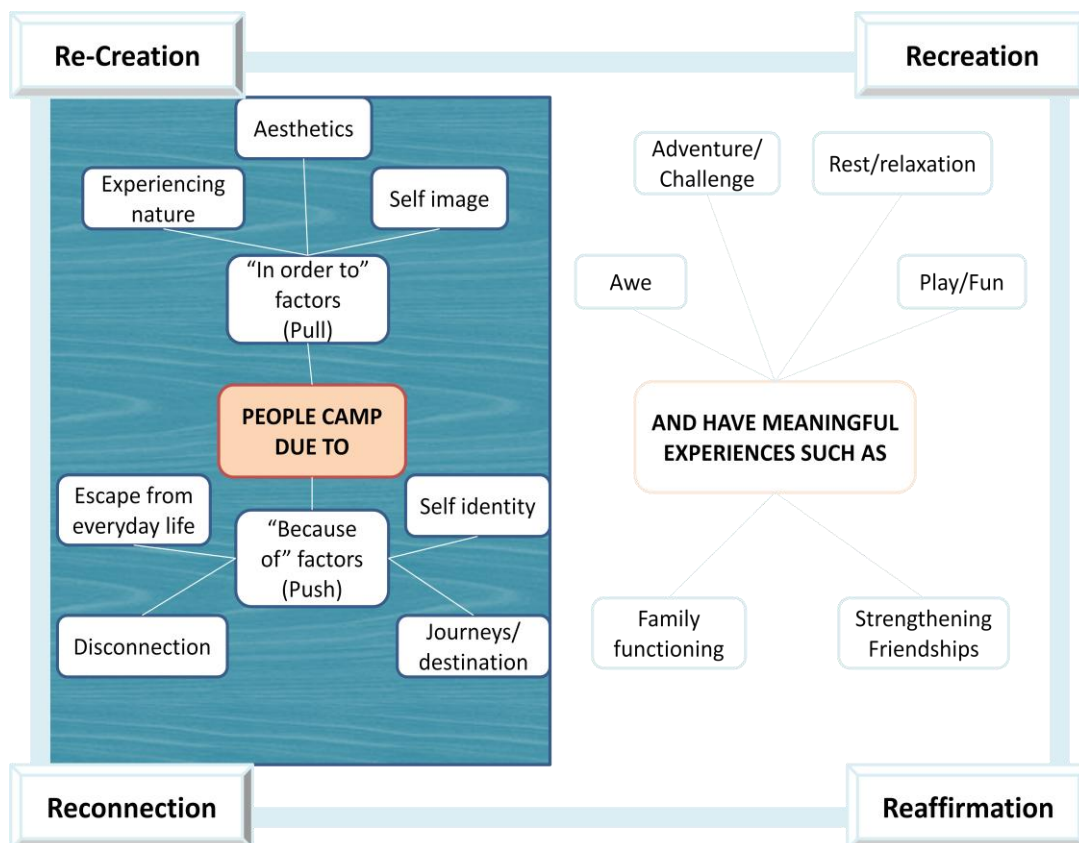 Re-Creation
Recreation
Aesthetics
Experiencing
nature
Self image
“In order to”
factors
(Pull)
PEOPLE CAMP
DUE TO
Escape from
everyday life
Self identity
“Because
of” factors
(Push)
Disconnection
Journeys/
destination
Adventure/
Challenge
Rest/relaxation
Awe
Play/Fun
AND HAVE MEANINGFUL
EXPERIENCES SUCH AS
Family
functioning
Strengthening
Friendships
Reconnection
Reaffirmation